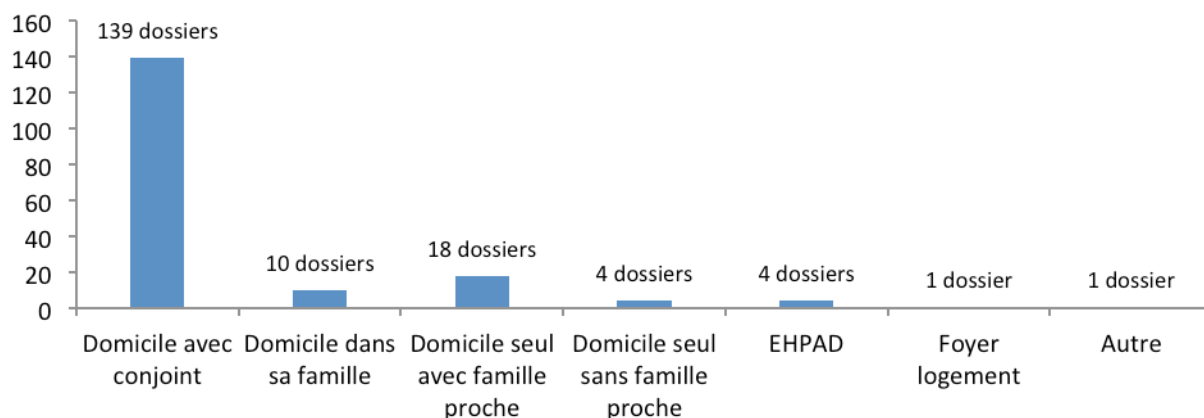 160
140
120
100
80
60
40
20
0
139 dossiers
10 dossiers
18 dossiers
4 dossiers
4 dossiers
1 dossier
1 dossier
Domicile avec
conjoint
Domicile dans
sa famille
Domicile seul
avec famille
proche
Domicile seul
sans famille
proche
EHPAD
Foyer
logement
Autre